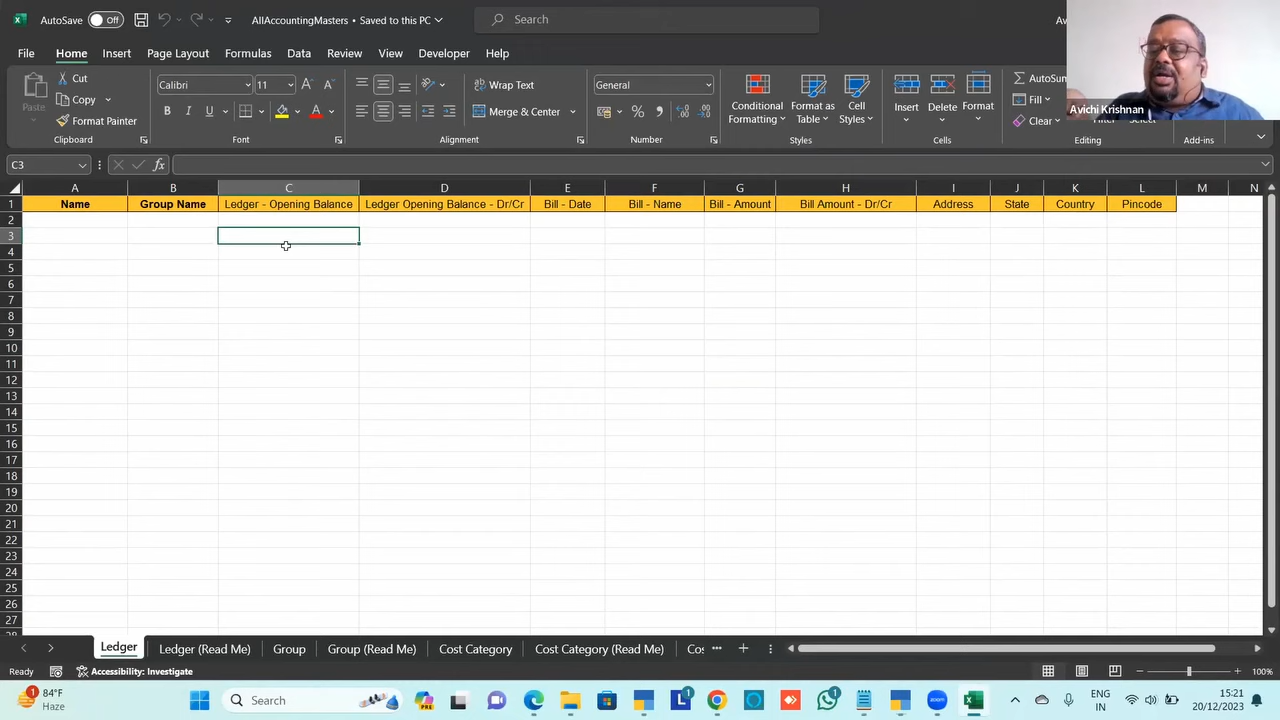 AutoSave Off AllAccountingMasters • Saved to this PC Search
File Home Insert Page Layout Formulas Data Review View Developer Help
Paste Cut Copy Format Painter
Calibri 11
B I U A
Wrap Text
Merge & Center
General
Conditional Formatting Format as Table Cell Styles
Insert Delete Format
Fill
Clear
Avichi Krishnan
Clipboard Font Alignment Number Styles Cells Editing Add-ins
C3 fx
A B C D E F G H I J K L M N
1 Name Group Name Ledger - Opening Balance Ledger Opening Balance - Dr/Cr Bill - Date Bill - Name Bill - Amount Bill Amount - Dr/Cr Address State Country Pincode
2
3
4
5
6
7
8
9
10
11
12
13
14
15
16
17
18
19
20
21
22
23
24
25
26
27
Ledger Ledger (Read Me) Group Group (Read Me) Cost Category Cost Category (Read Me)
Ready Accessibility: Investigate 100%
84°F
Haze
Search
ENG
IN
15:21
20/12/2023